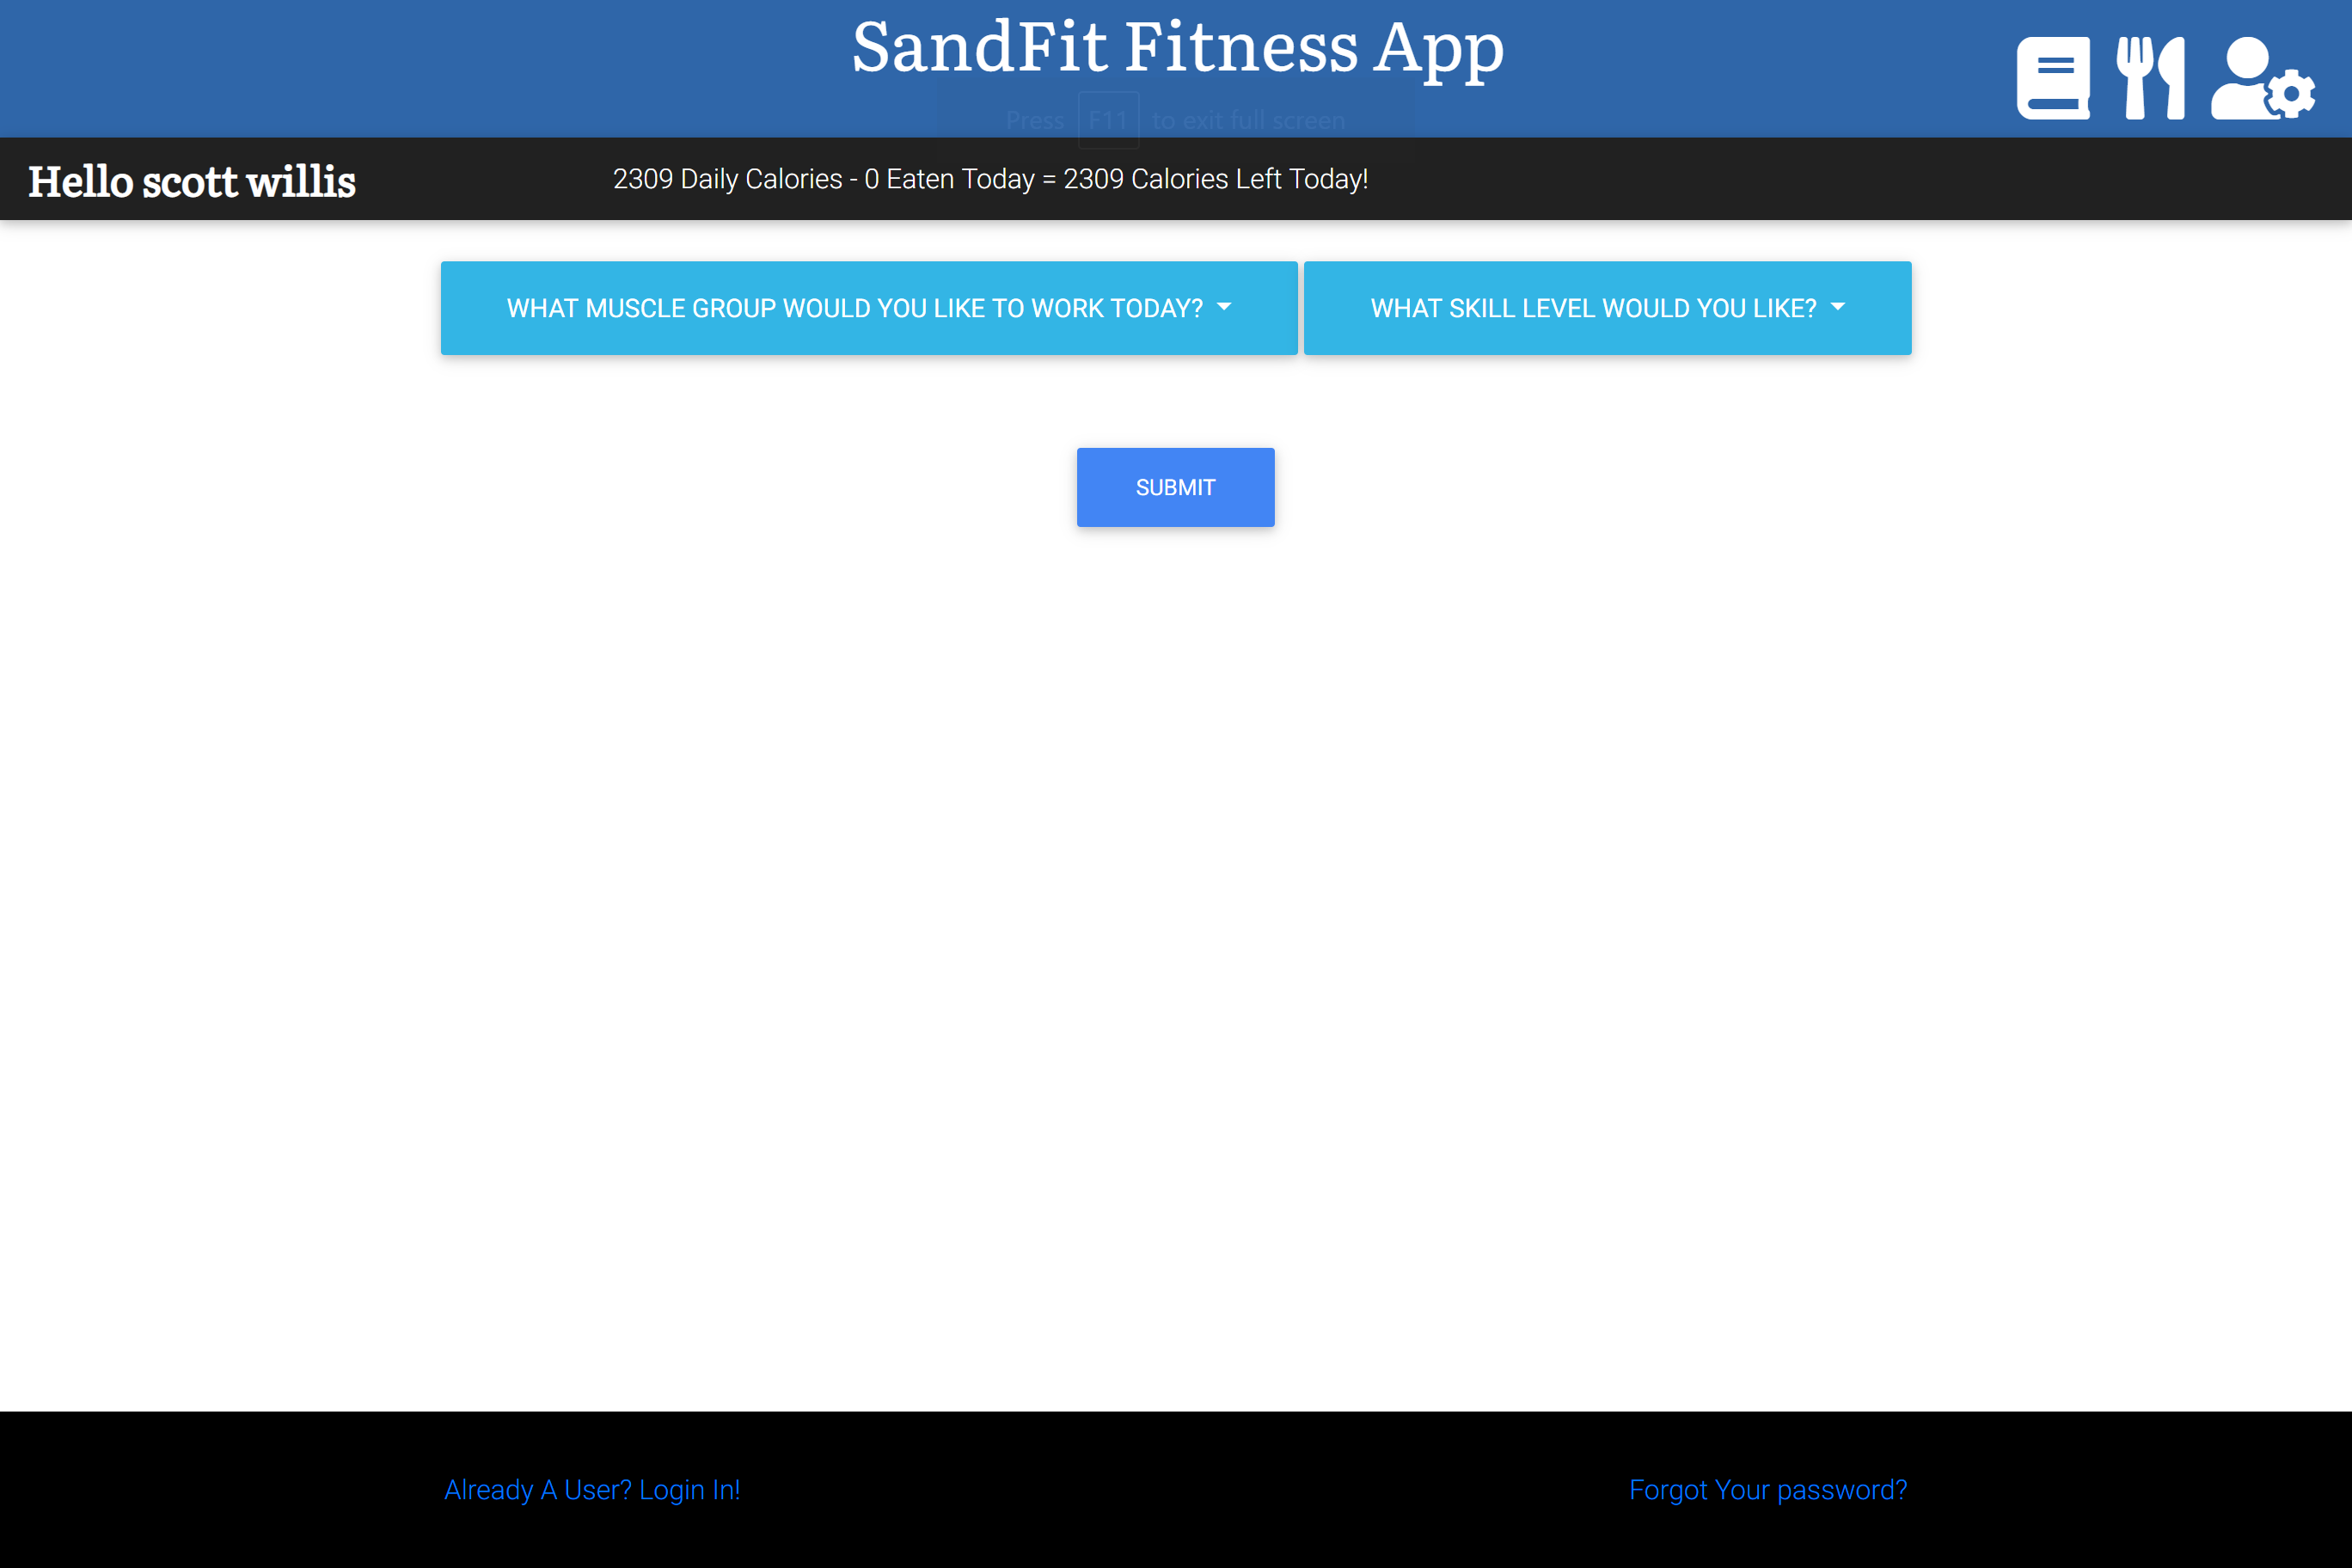 SandFit Fitness App
Press F11 to exit full screen
Hello scott willis
2309 Daily Calories - 0 Eaten Today = 2309 Calories Left Today!
WHAT MUSCLE GROUP WOULD YOU LIKE TO WORK TODAY?
WHAT SKILL LEVEL WOULD YOU LIKE?
SUBMIT
Already A User? Login In!
Forgot Your password?